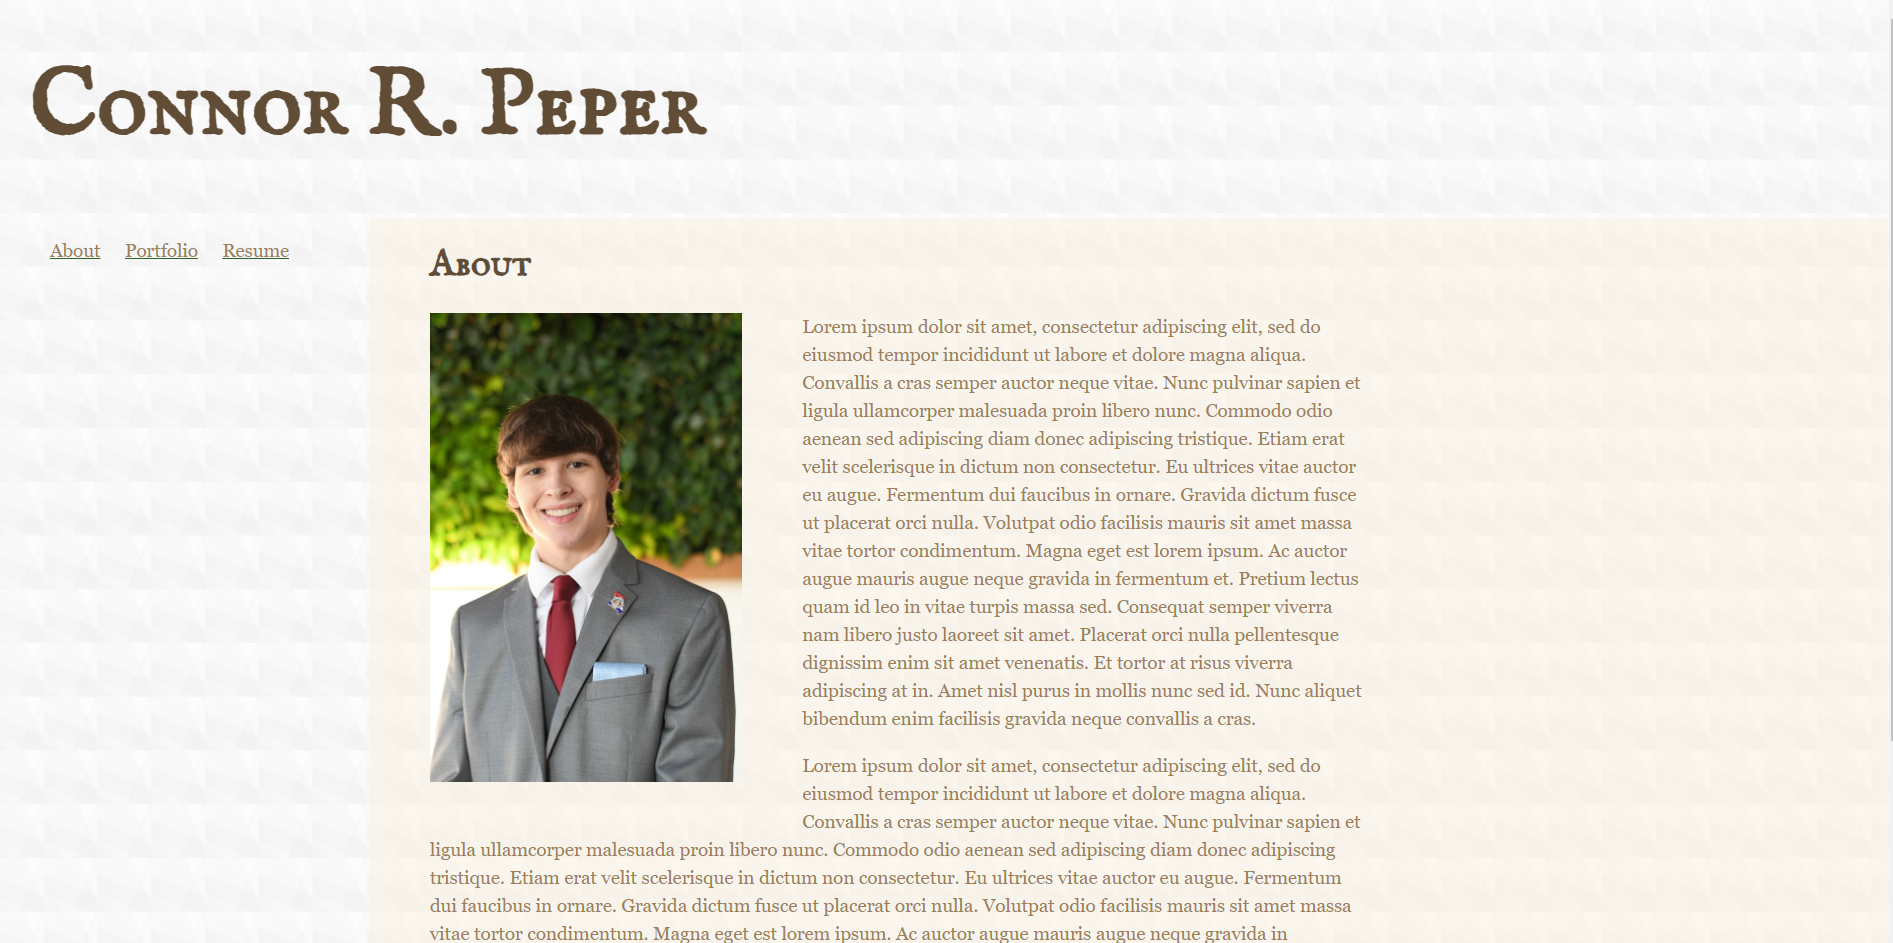 Connor R. Peper
About Portfolio Resume
About
Lorem ipsum dolor sit amet, consectetur adipiscing elit, sed do
eiusmod tempor incididunt ut labore et dolore magna aliqua.
Convallis a cras semper auctor neque vitae. Nunc pulvinar sapien et
ligula ullamcorper malesuada proin libero nunc. Commodo odio
aenean sed adipiscing diam donec adipiscing tristique. Etiam erat
velit scelerisque in dictum non consectetur. Eu ultrices vitae auctor
eu augue. Fermentum dui faucibus in ornare. Gravida dictum fusce
ut placerat orci nulla. Volutpat odio facilisis mauris sit amet massa
vitae tortor condimentum. Magna eget est lorem ipsum. Ac auctor
augue mauris augue neque gravida in fermentum et. Pretium lectus
quam id leo in vitae turpis massa sed. Consequat semper viverra
nam libero justo laoreet sit amet. Placerat orci nulla pellentesque
dignissim enim sit amet venenatis. Et tortor at risus viverra
adipiscing at in. Amet nisl purus in mollis nunc sed id. Nunc aliquet
bibendum enim facilisis gravida neque convallis a cras.
Lorem ipsum dolor sit amet, consectetur adipiscing elit, sed do
eiusmod tempor incididunt ut labore et dolore magna aliqua.
Convallis a cras semper auctor neque vitae. Nunc pulvinar sapien et
ligula ullamcorper malesuada proin libero nunc. Commodo odio aenean sed adipiscing diam donec adipiscing
tristique. Etiam erat velit scelerisque in dictum non consectetur. Eu ultrices vitae auctor eu augue. Fermentum
dui faucibus in ornare. Gravida dictum fusce ut placerat orci nulla. Volutpat odio facilisis mauris sit amet massa
vitae tortor condimentum. Magna eget est lorem ipsum. Ac auctor augue mauris augue neque gravida in